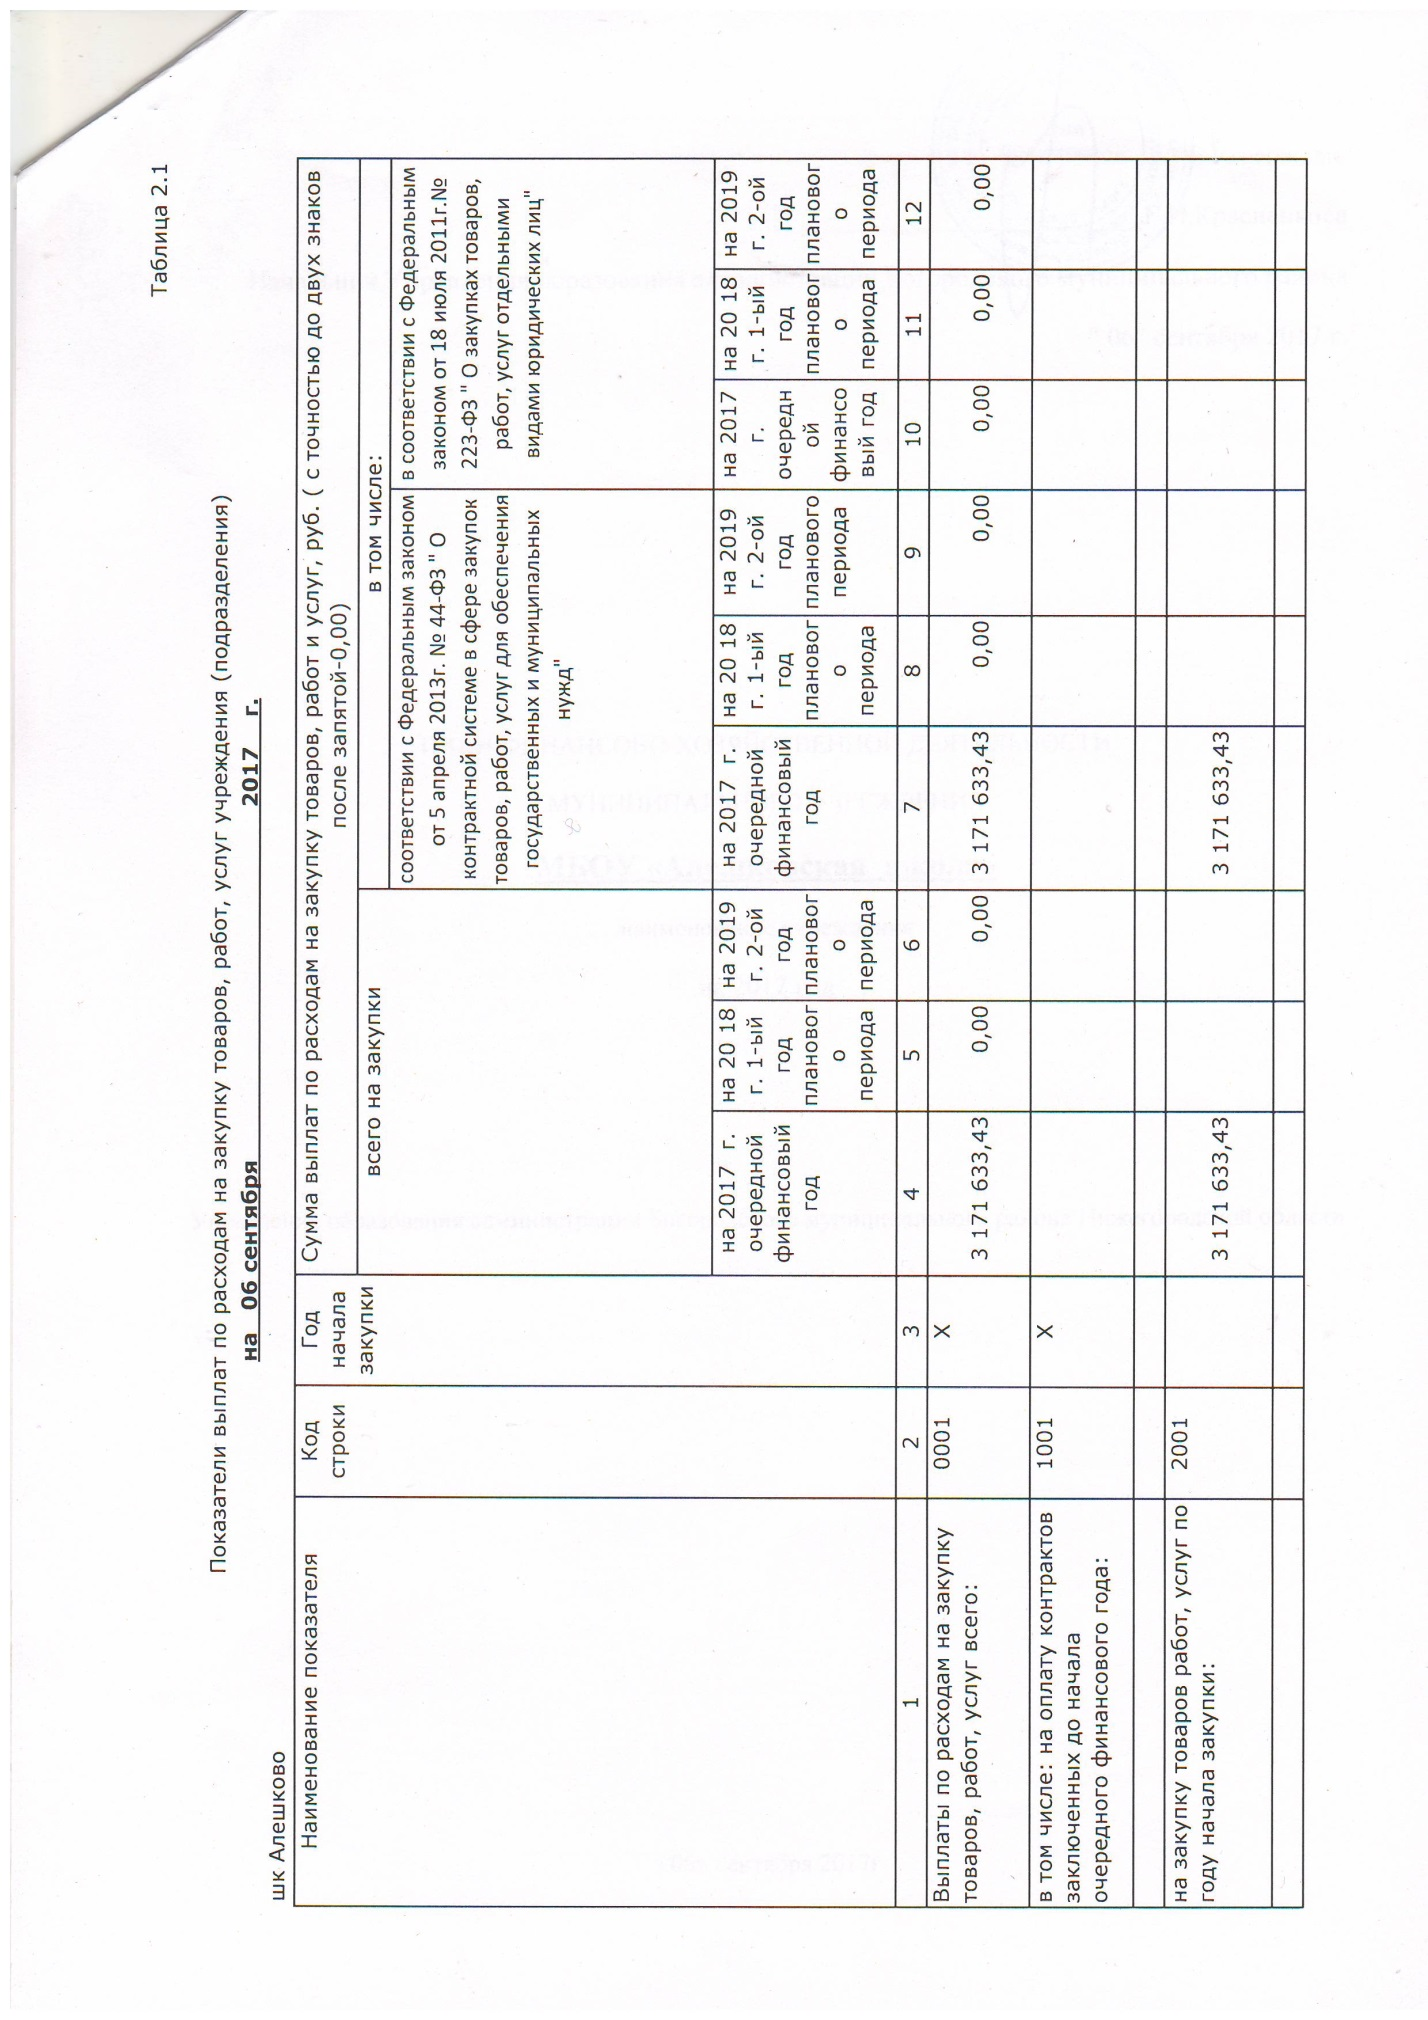 Таблица 2.1
Показатели выплат по расходам на закупку товаров, работ, услуг учреждения (подразделения)
на 06 сентября 2017 г.
шк Алешково
Наименование показателя
Код
строки
Год
начала
закупки
Сумма выплат по расходам на закупку товаров, работ и услуг, руб. ( с точностью до двух знаков
после запятой-0,00)
всего на закупки
в том числе:
соответствии с Федеральным законом
от 5 апреля 2013г. № 44-ФЗ " О
контрактной системе в сфере закупок
товаров, работ, услуг для обеспечения
государственных и муниципальных
нужд"
в соответствии с Федеральным
законом от 18 июля 2011г.№
223-ФЗ " О закупках товаров,
работ, услуг отдельными
видами юридических лиц"
на 2017 г.
очередной
финансовый
год
на 20 18
г. 1-ый
год
плановог
о
периода
на 2019
г. 2-ой
год
плановог
о
периода
на 2017 г.
очередной
финансовый
год
на 20 18
г. 1-ый
год
плановог
о
периода
на 2019
г. 2-ой
год
планового
периода
на 2017
г.
очередн
ой
финансо
вый год
на 20 18
г. 1-ый
год
плановог
о
периода
на 2019
г. 2-ой
год
плановог
о
периода
1 2 3 4 5 6 7 8 9 10 11 12
Выплаты по расходам на закупку
товаров, работ, услуг всего:
0001 X 3 171 633,43 0,00 0,00 3 171 633,43 0,00 0,00 0,00 0,00 0,00
в том числе: на оплату контрактов
заключенных до начала
очередного финансового года:
1001 X
на закупку товаров работ, услуг по
году начала закупки:
2001 3 171 633,43 3 171 633,43